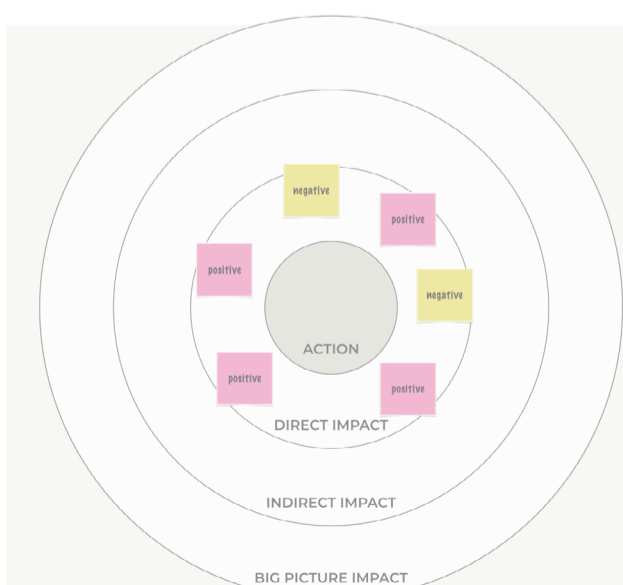 negative
positive
positive
negative
positive
positive
ACTION
DIRECT IMPACT
INDIRECT IMPACT
BIG PICTURE IMPACT